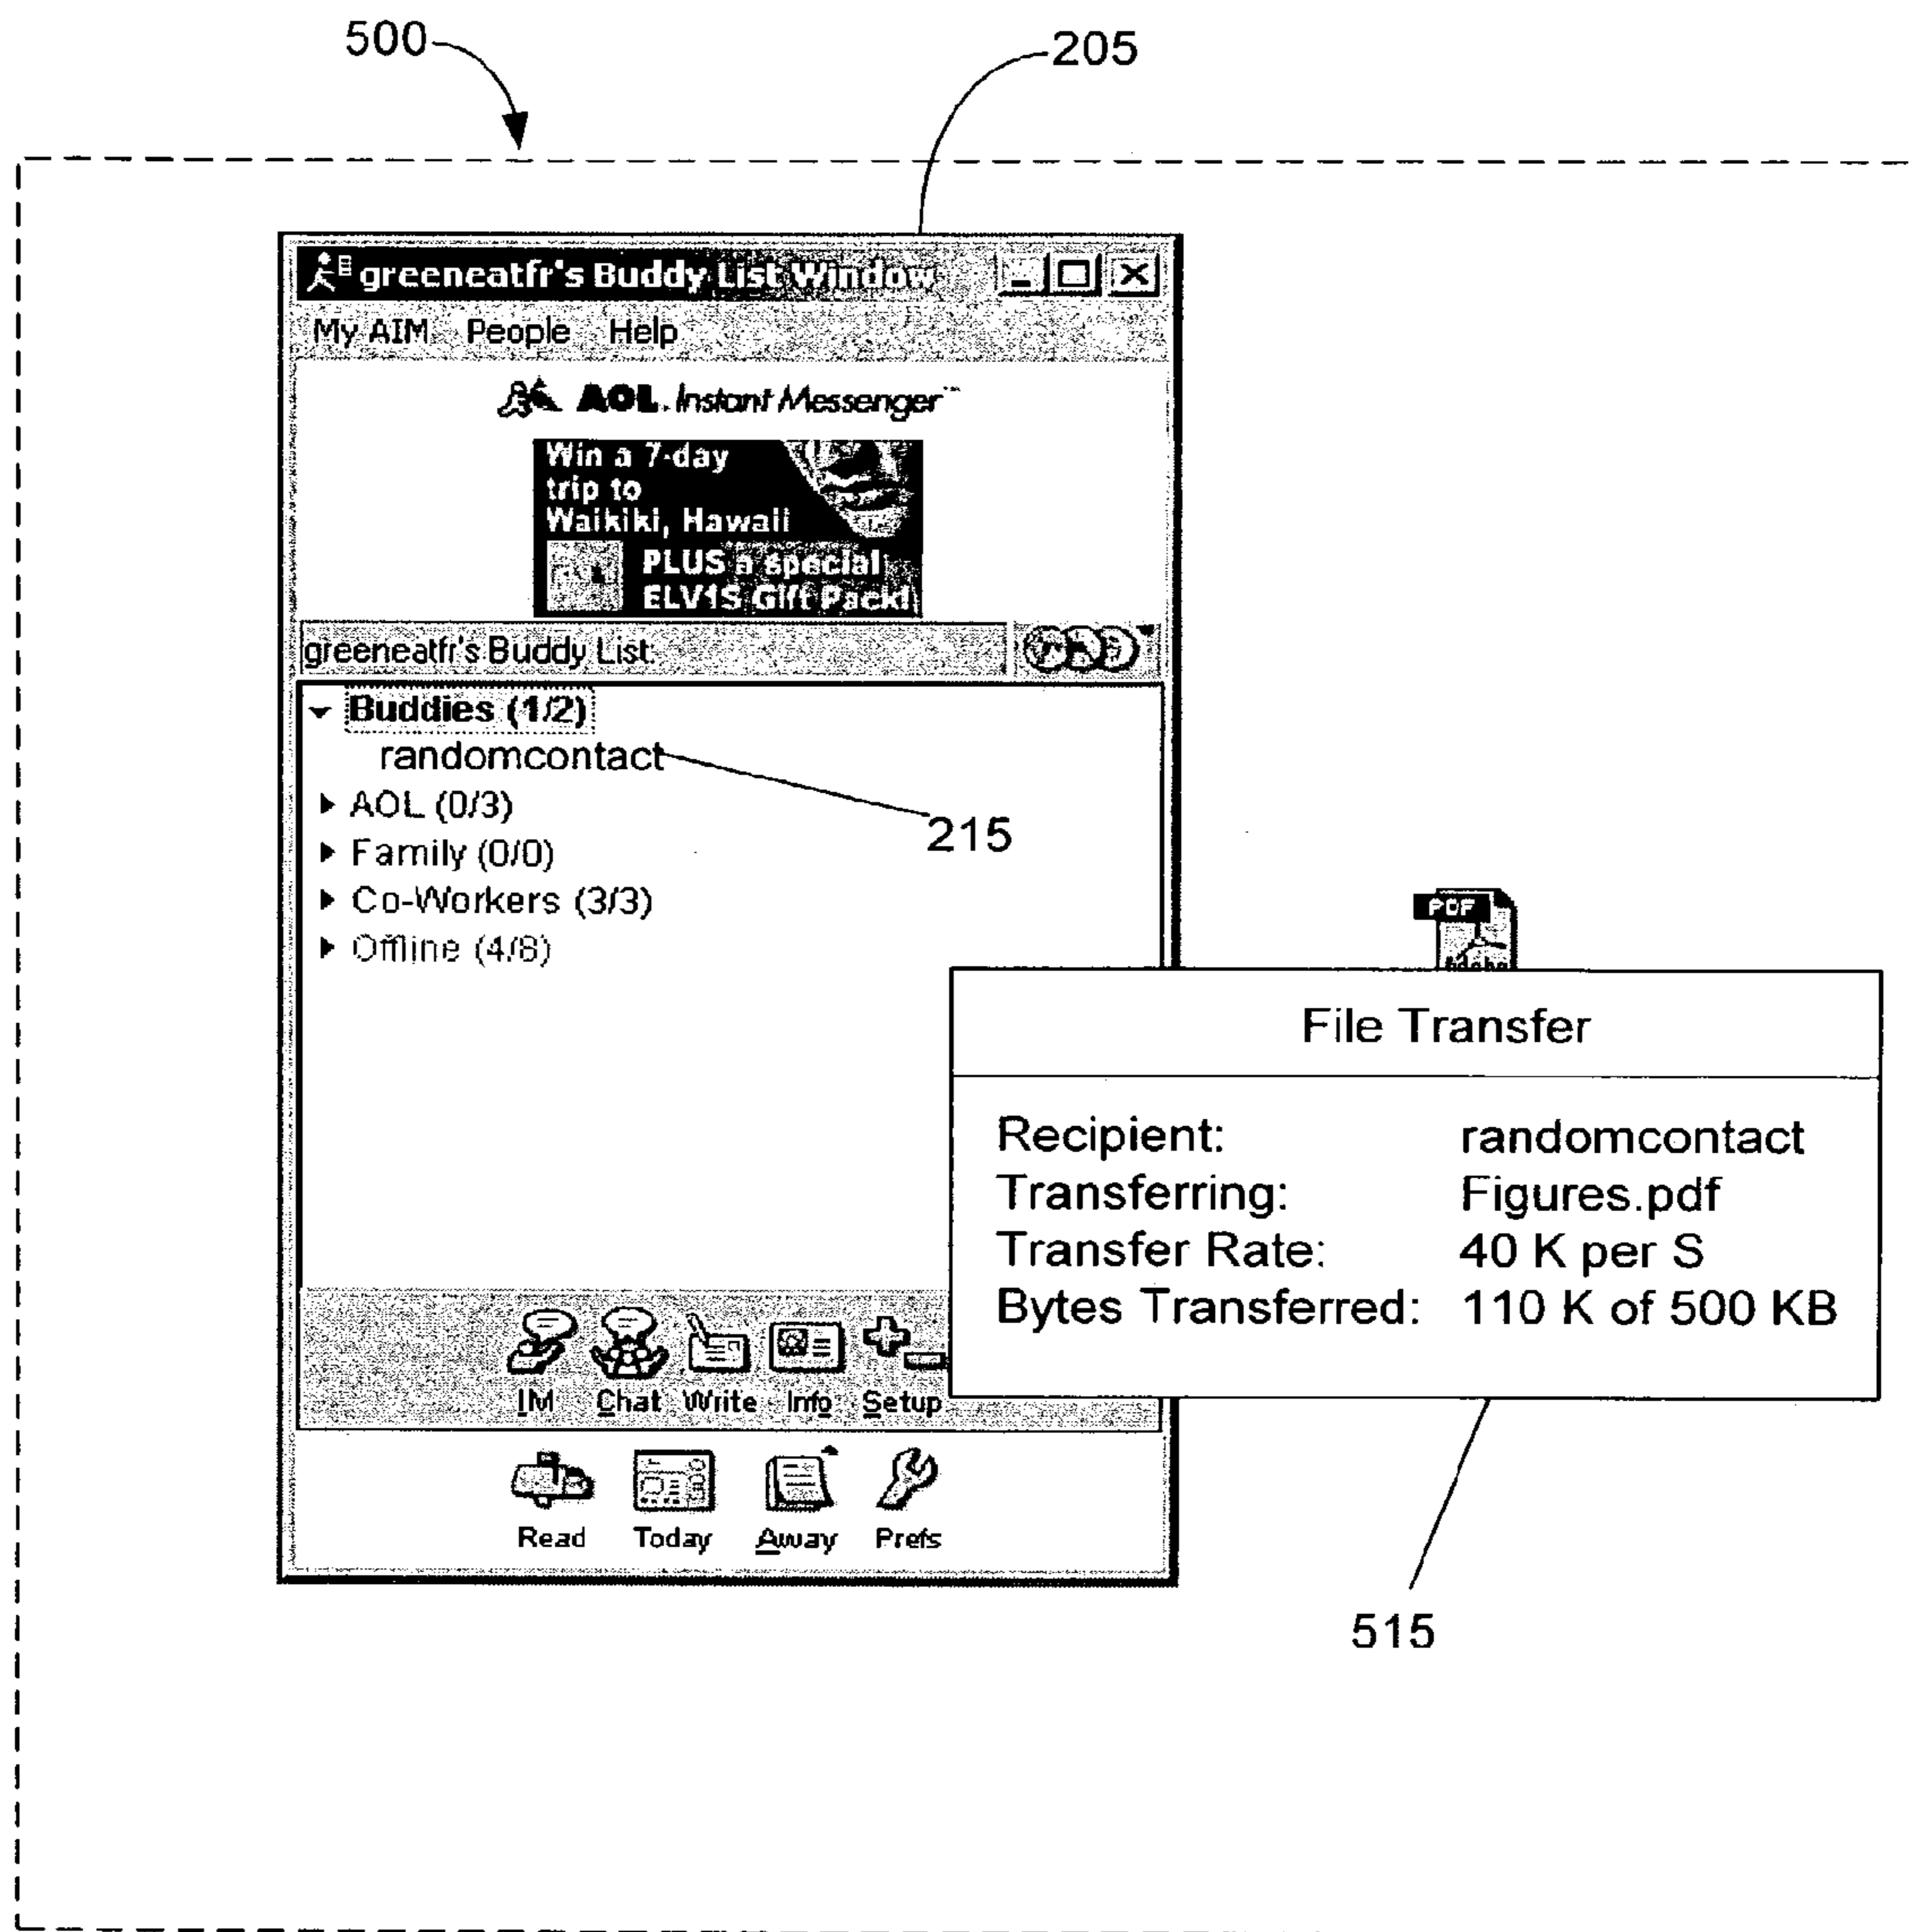 500
205
greeneatfr's Buddy List Window
My AIM People Help
AOL Instant Messenger™
Win a 7-day
trip to
Waikiki, Hawaii
PLUS a special
ELV1S Gift Pack!
greeneatfr's Buddy List
Buddies (1/2)
randomcontact
AOL (0/3)
215
Family (0/0)
Co-Workers (3/3)
Offline (4/8)
PDF
Adobe
File Transfer
Recipient: randomcontact
Transferring: Figures.pdf
Transfer Rate: 40 K per S
Bytes Transferred: 110 K of 500 KB
IM Chat Write Info Setup
Read Today Away Prefs
515